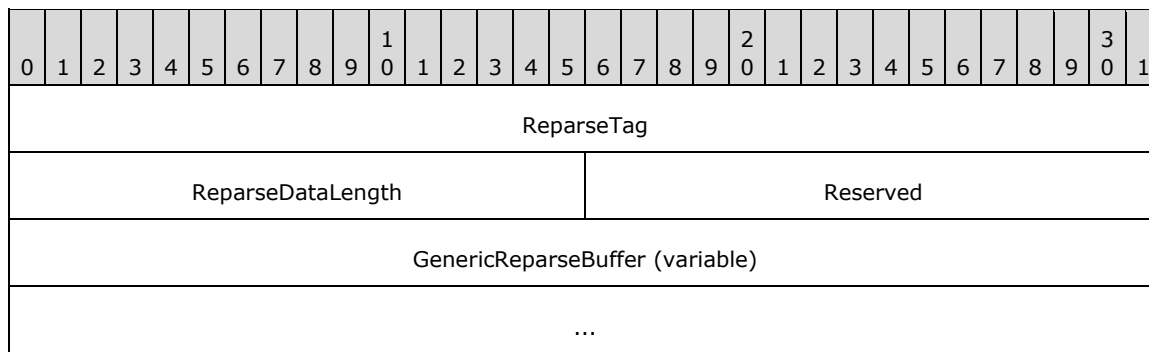 1 2 3
0 1 2 3 4 5 6 7 8 9 0 1 2 3 4 5 6 7 8 9 0 1 2 3 4 5 6 7 8 9 0 1
ReparseTag
ReparseDataLength Reserved
GenericReparseBuffer (variable)
...